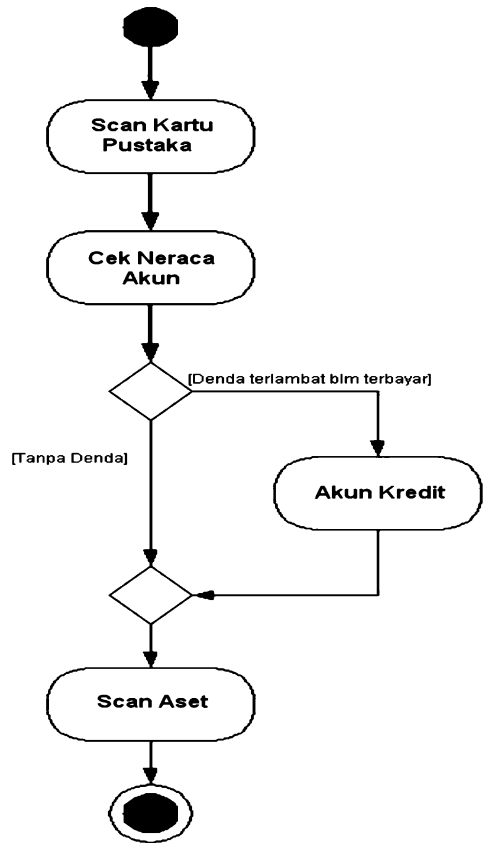 Scan Kartu
Pustaka
Cek Neraca
Akun
[Denda terlambat blm terbayar]
[Tanpa Denda]
Akun Kredit
Scan Aset